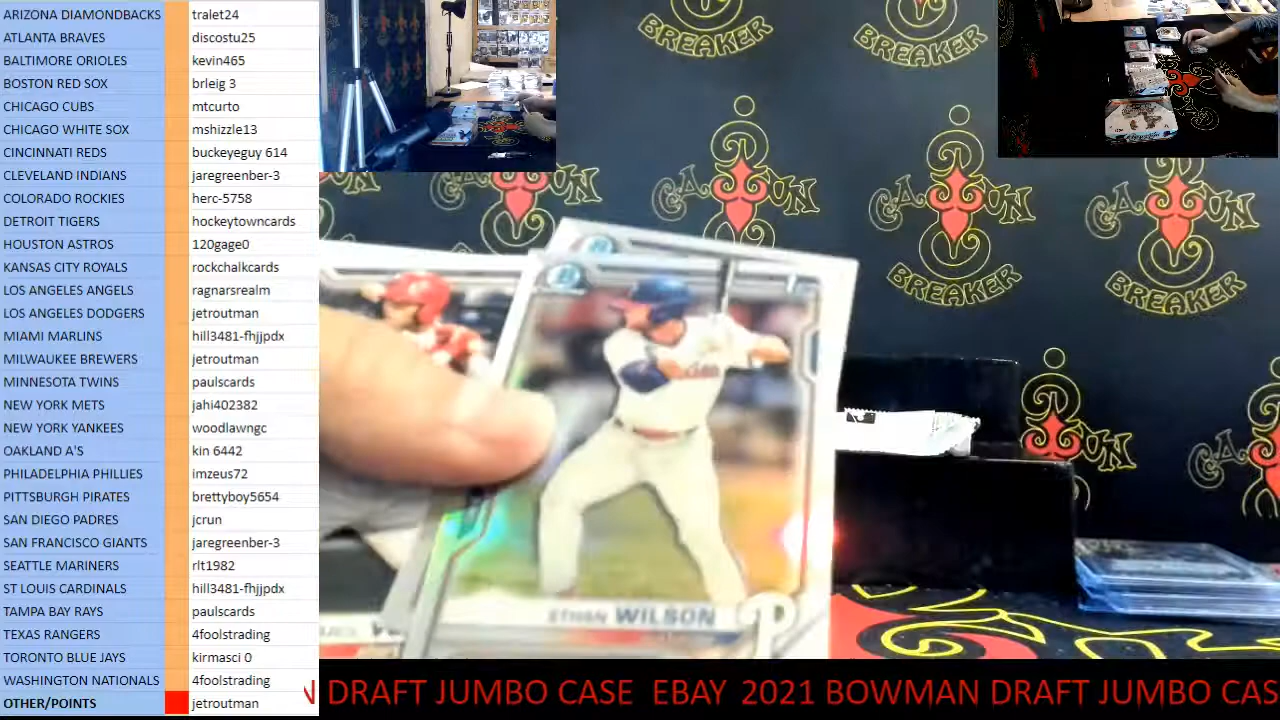 ARIZONA DIAMONDBACKS tralet24
ATLANTA BRAVES discostu25
BALTIMORE ORIOLES kevin465
BOSTON RED SOX brleig 3
CHICAGO CUBS mtcurto
CHICAGO WHITE SOX mshizzle13
CINCINNATI REDS buckeyeguy 614
CLEVELAND INDIANS jaregreenber-3
COLORADO ROCKIES herc-5758
DETROIT TIGERS hockeytowncards
HOUSTON ASTROS 120gage0
KANSAS CITY ROYALS rockchalkcards
LOS ANGELES ANGELS ragnarsrealm
LOS ANGELES DODGERS jetroutman
MIAMI MARLINS hill3481-fhjjpdx
MILWAUKEE BREWERS jetroutman
MINNESOTA TWINS paulscards
NEW YORK METS jahi402382
NEW YORK YANKEES woodlawngc
OAKLAND A'S kin 6442
PHILADELPHIA PHILLIES imzeus72
PITTSBURGH PIRATES brettyboy5654
SAN DIEGO PADRES jcrun
SAN FRANCISCO GIANTS jaregreenber-3
SEATTLE MARINERS rlt1982
ST. LOUIS CARDINALS hill3481-fhjjpdx
TAMPA BAY RAYS paulscards
TEXAS RANGERS 4foolstrading
TORONTO BLUE JAYS kirmasci 0
WASHINGTON NATIONALS 4foolstrading
OTHER/POINTS jetroutman
BREAKER
BREAKER
CAJUN
CAJUN
CAJUN
BREAKER
BREAKER
ETHAN WILSON
P
N DRAFT JUMBO CASE EBAY 2021 BOWMAN DRAFT JUMBO CAS